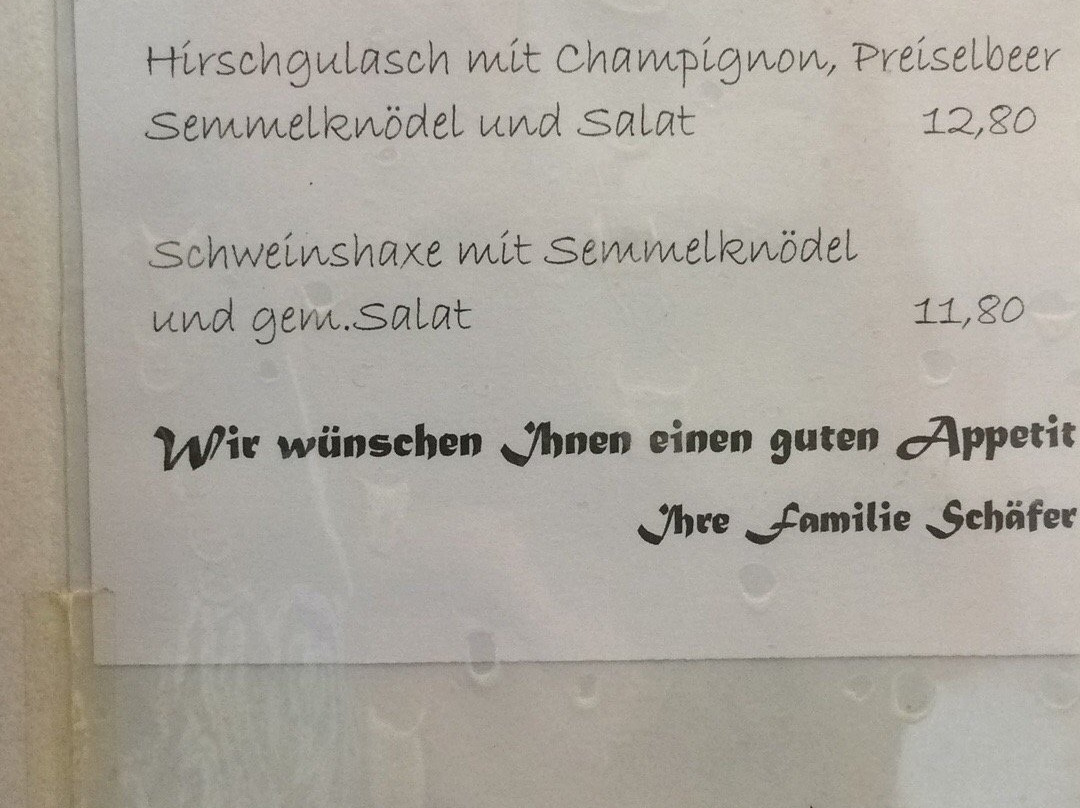 Hirschgulasch mit Champignon, Preiselbeer
Semmelknödel und Salat 12,80
Schweinshaxe mit Semmelknödel
und gem.Salat 11,80
Wir wünschen Ihnen einen guten Appetit
Ihre Familie Schäfer